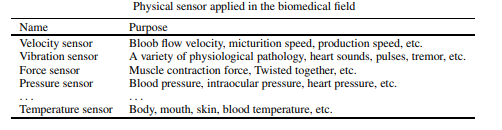 Physical sensor applied in the biomedical field
Name Purpose
Velocity sensor Bloob flow velocity, micturition speed, production speed, etc.
Vibration sensor A variety of physiological pathology, heart sounds, pulses, tremor, etc.
Force sensor Muscle contraction force, Twisted together, etc.
Pressure sensor Blood pressure, intraocular pressure, heart pressure, etc.
. . . . . .
Temperature sensor Body, mouth, skin, blood temperature, etc.